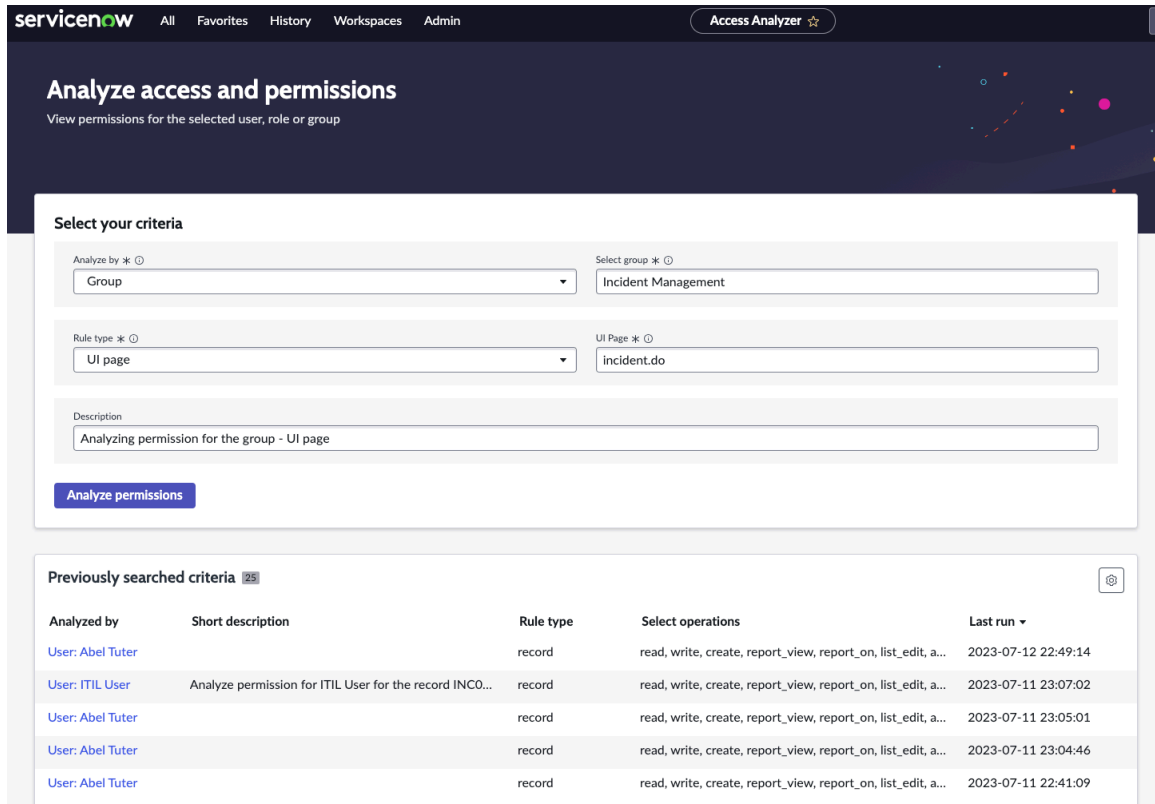 servicenow All Favorites History Workspaces Admin Access Analyzer
Analyze access and permissions
View permissions for the selected user, role or group
Select your criteria
Analyze by * Select group *
Group Incident Management
Rule type * UI Page *
UI page incident.do
Description
Analyzing permission for the group - UI page
Analyze permissions
Previously searched criteria 25
Analyzed by Short description Rule type Select operations Last run
User: Abel Tuter record read, write, create, report_view, report_on, list_edit, a... 2023-07-12 22:49:14
User: ITIL User Analyze permission for ITIL User for the record INC0... record read, write, create, report_view, report_on, list_edit, a... 2023-07-11 23:07:02
User: Abel Tuter record read, write, create, report_view, report_on, list_edit, a... 2023-07-11 23:05:01
User: Abel Tuter record read, write, create, report_view, report_on, list_edit, a... 2023-07-11 23:04:46
User: Abel Tuter record read, write, create, report_view, report_on, list_edit, a... 2023-07-11 22:41:09